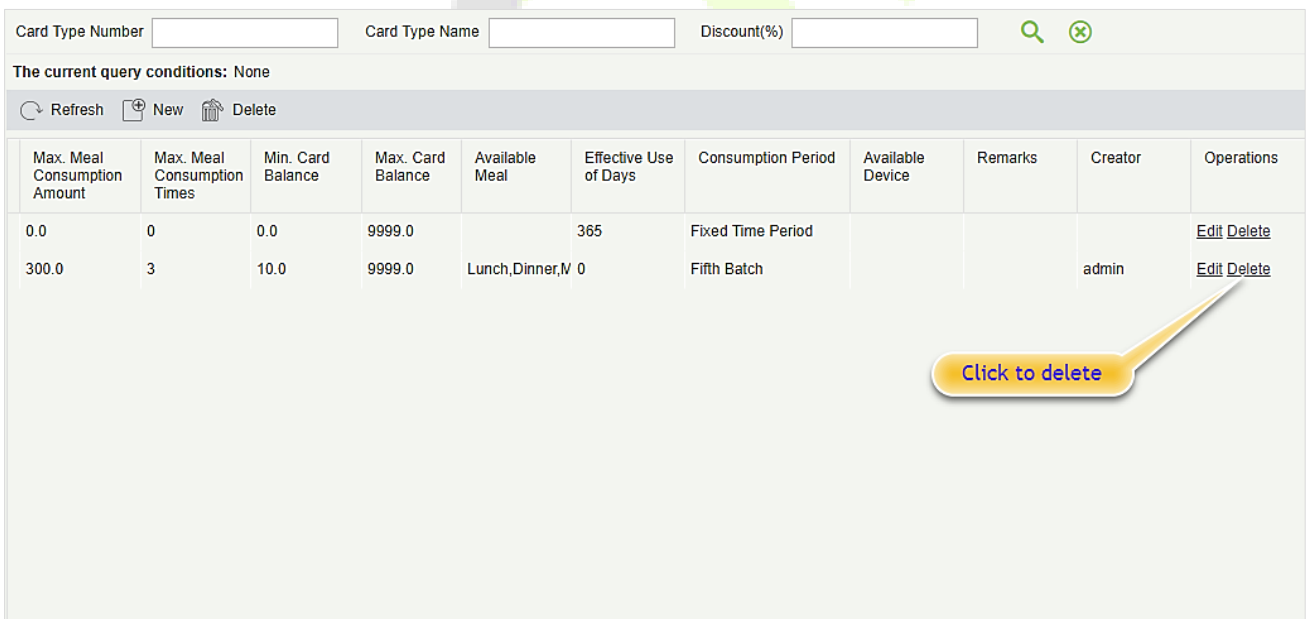 Card Type Number Card Type Name Discount(%)
The current query conditions: None
Refresh New Delete
Max. Meal Consumption Amount Max. Meal Consumption Times Min. Card Balance Max. Card Balance Available Meal Effective Use of Days Consumption Period Available Device Remarks Creator Operations
0.0 0 0.0 9999.0 365 Fixed Time Period Edit Delete
300.0 3 10.0 9999.0 Lunch,Dinner,M 0 Fifth Batch admin Edit Delete
Click to delete